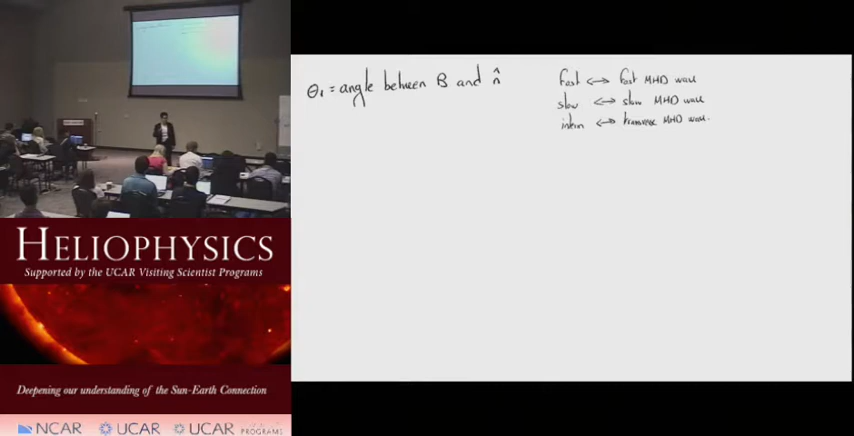 θ₁ = angle between B and n̂
fast ↔ fast MHD wave
slow ↔ slow MHD wave
interm ↔ transverse MHD wave.
HELIOPHYSICS
Supported by the UCAR Visiting Scientist Programs
Deepening our understanding of the Sun-Earth Connection
NCAR
UCAR
UCAR
PROGRAMS